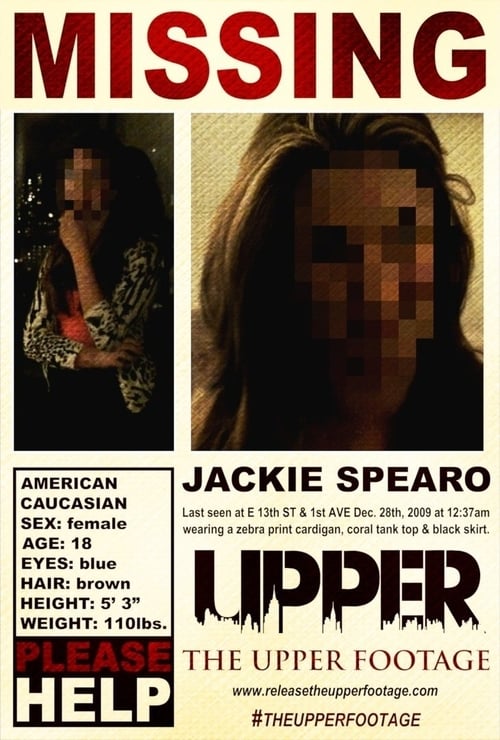 MISSING
AMERICAN
CAUCASIAN
SEX: female
AGE: 18
EYES: blue
HAIR: brown
HEIGHT: 5' 3"
WEIGHT: 110lbs.
PLEASE
HELP
JACKIE SPEARO
Last seen at E 13th ST & 1st AVE Dec. 28th, 2009 at 12:37am
wearing a zebra print cardigan, coral tank top & black skirt.
UPPER
THE UPPER FOOTAGE
www.releasetheupperfootage.com
#THEUPPERFOOTAGE